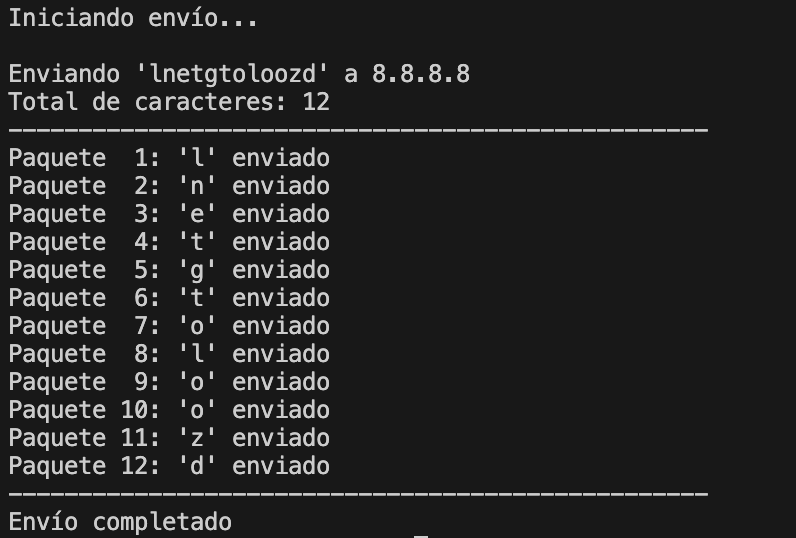 Iniciando envío...
Enviando 'lnetgtoloozd' a 8.8.8.8
Total de caracteres: 12
--------------------------------------------------
Paquete  1: 'l' enviado
Paquete  2: 'n' enviado
Paquete  3: 'e' enviado
Paquete  4: 't' enviado
Paquete  5: 'g' enviado
Paquete  6: 't' enviado
Paquete  7: 'o' enviado
Paquete  8: 'l' enviado
Paquete  9: 'o' enviado
Paquete 10: 'o' enviado
Paquete 11: 'z' enviado
Paquete 12: 'd' enviado
--------------------------------------------------
Envío completado